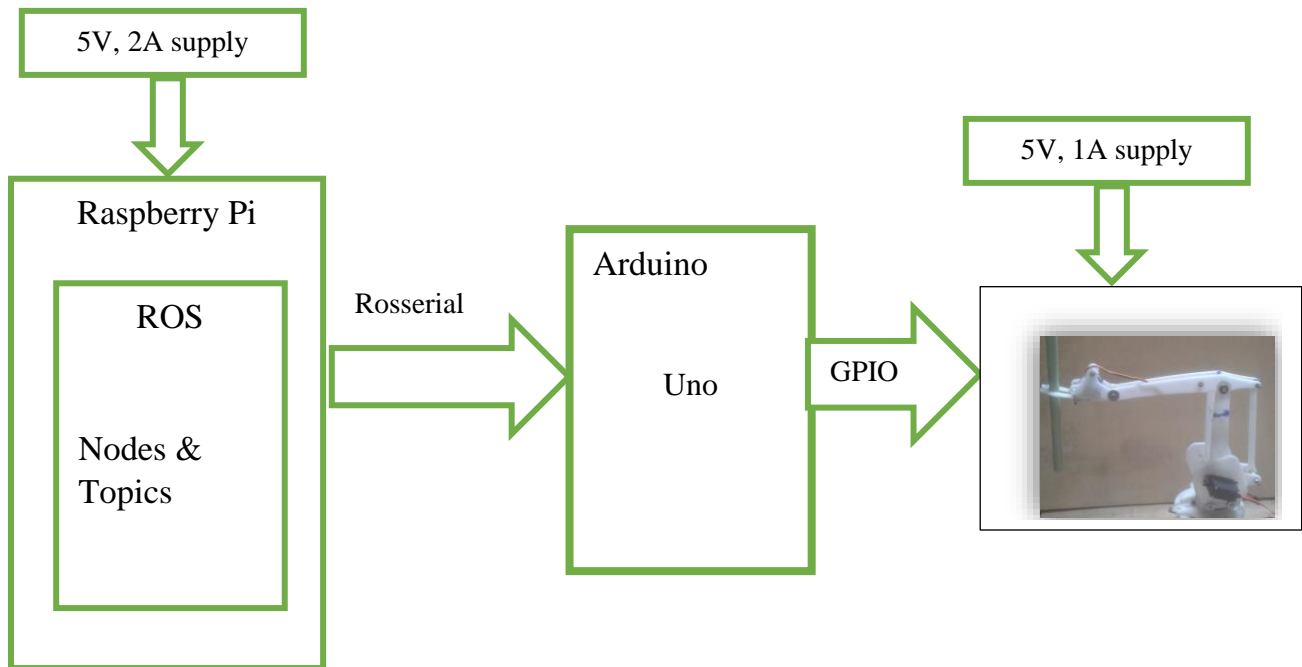 5V, 2A supply
5V, 1A supply
Raspberry Pi
ROS
Nodes &
Topics
Rosserial
Arduino
Uno
GPIO